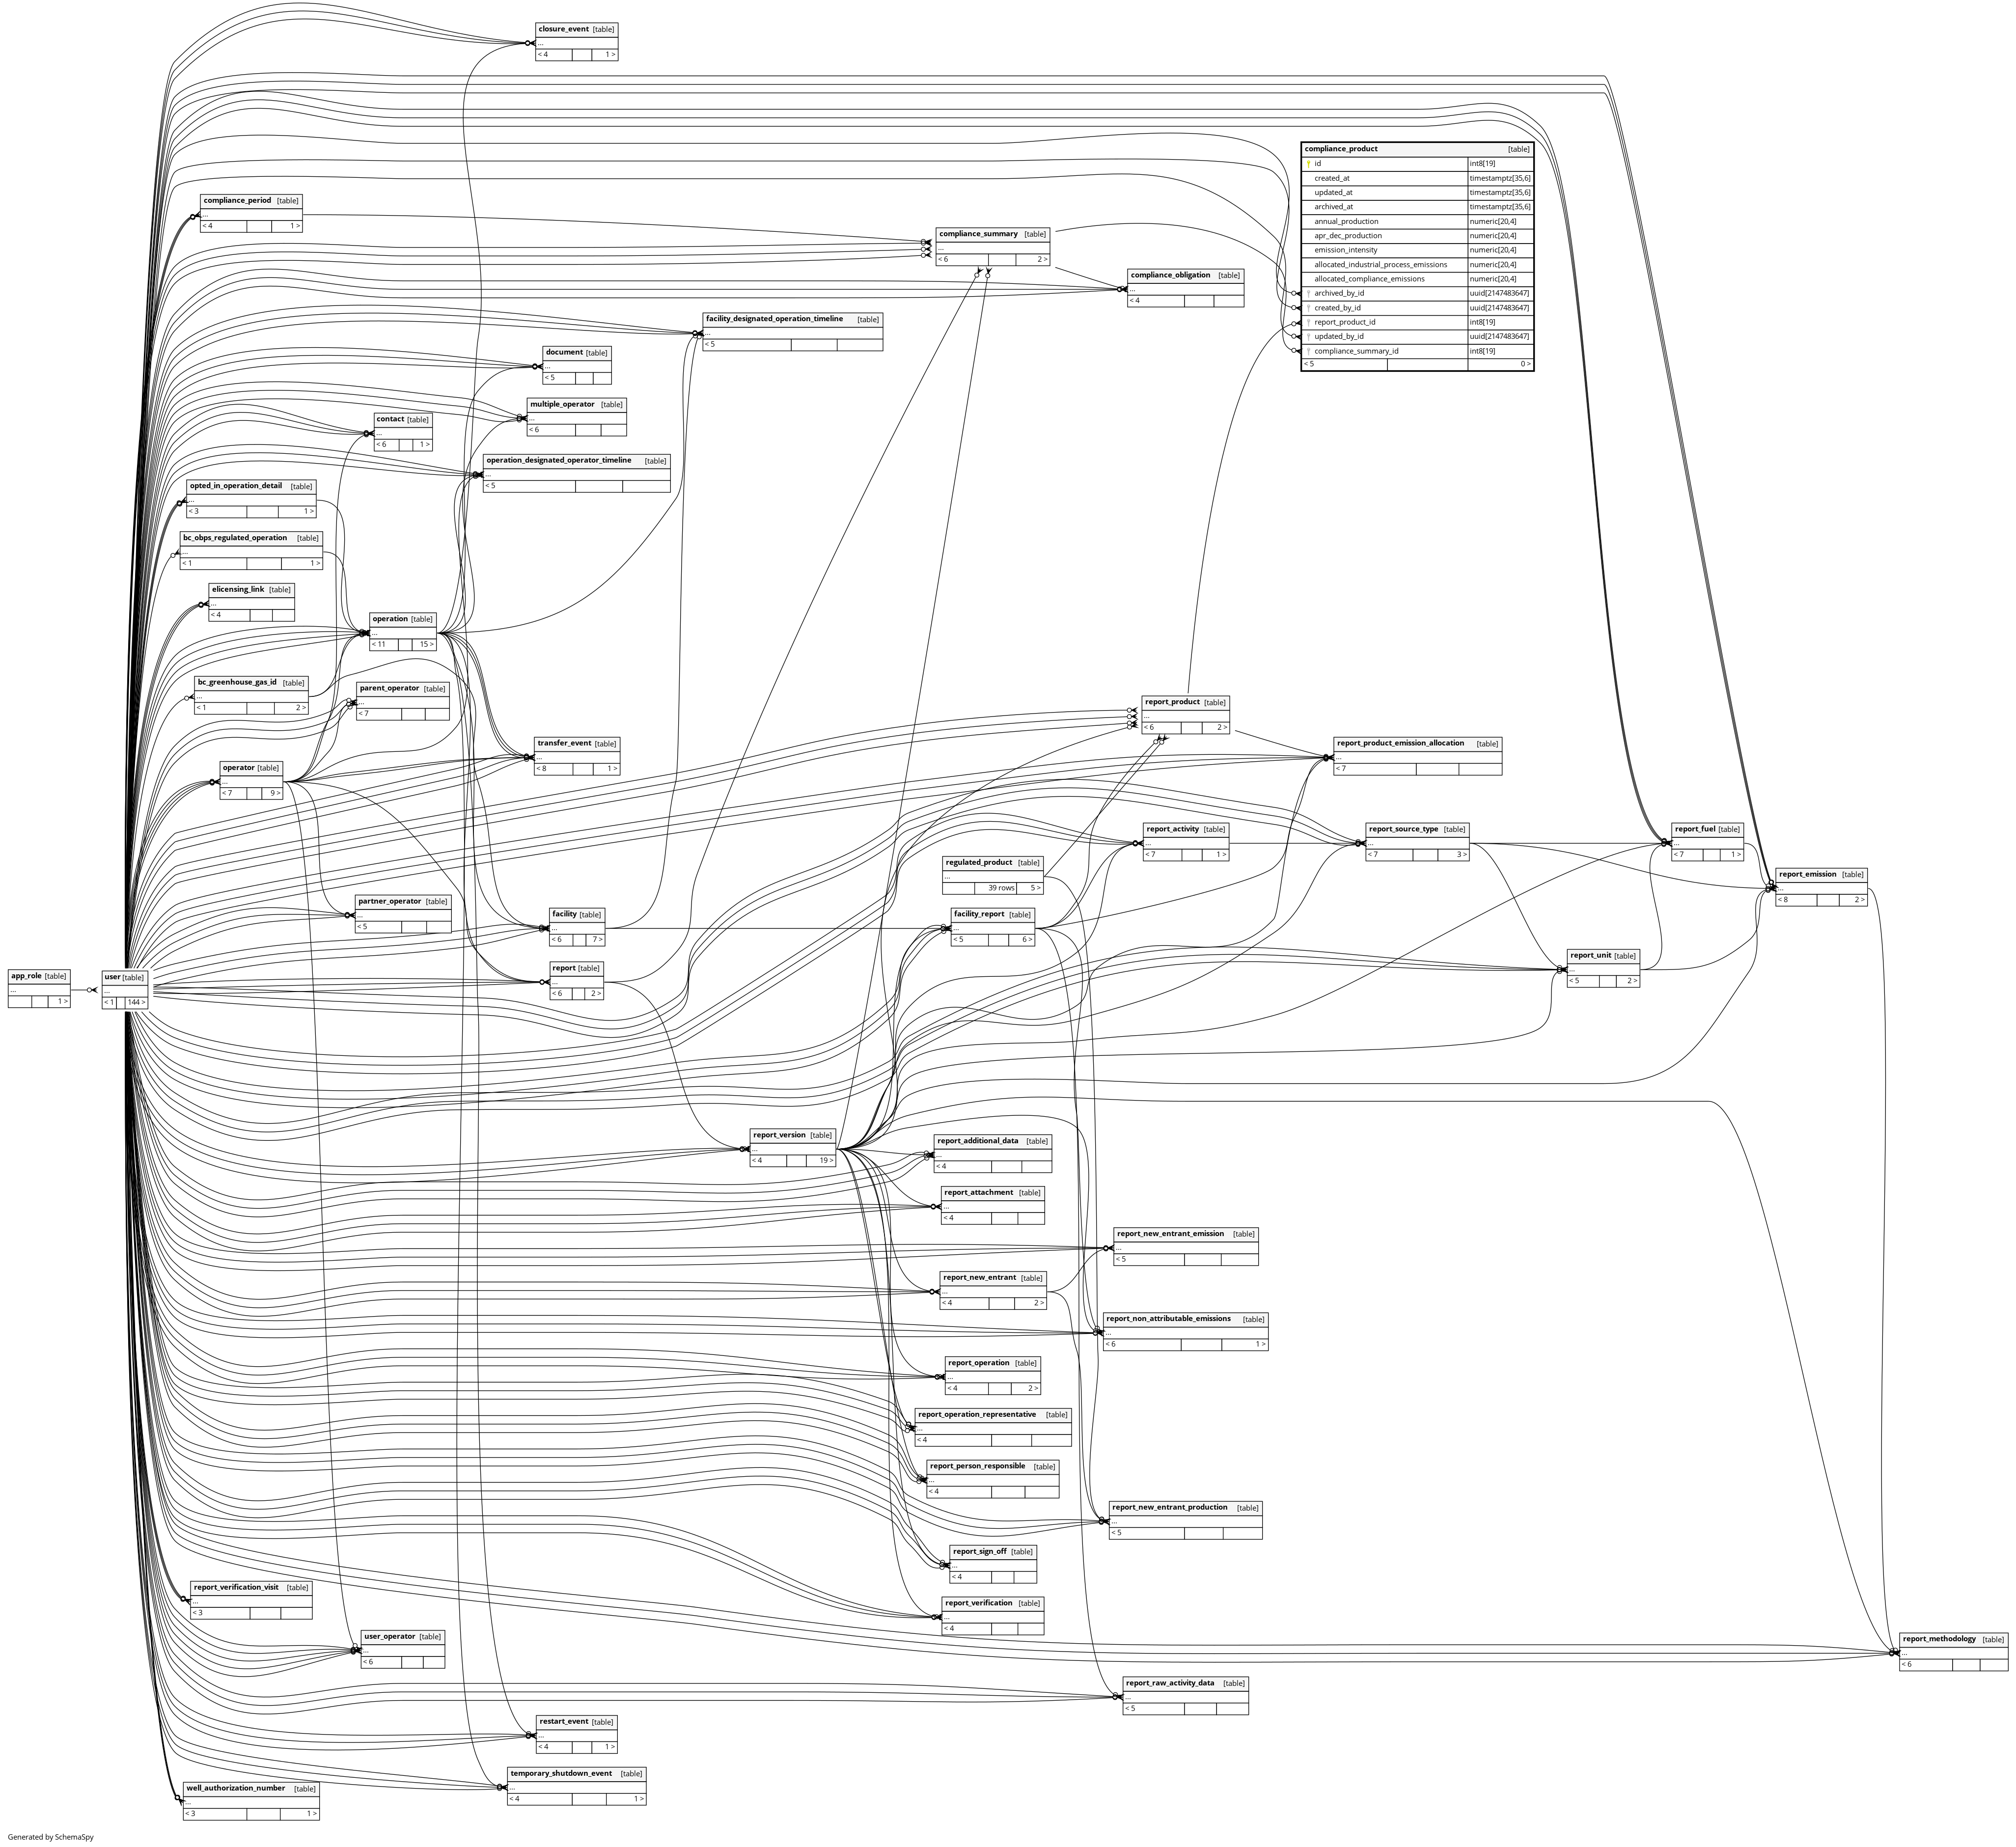 closure_event [table]
...
< 4 1 >
compliance_product [table]
id int8[19]
created_at timestamptz[35,6]
updated_at timestamptz[35,6]
archived_at timestamptz[35,6]
annual_production numeric[20,4]
apr_dec_production numeric[20,4]
emission_intensity numeric[20,4]
allocated_industrial_process_emissions numeric[20,4]
allocated_compliance_emissions numeric[20,4]
archived_by_id uuid[2147483647]
created_by_id uuid[2147483647]
report_product_id int8[19]
updated_by_id uuid[2147483647]
compliance_summary_id int8[19]
< 5 0 >
compliance_period [table]
...
< 4 1 >
compliance_summary [table]
...
< 6 2 >
compliance_obligation [table]
...
< 4
facility_designated_operation_timeline [table]
...
< 5
document [table]
...
< 5
multiple_operator [table]
...
< 6
contact [table]
...
< 6 1 >
operation_designated_operator_timeline [table]
...
< 5
opted_in_operation_detail [table]
...
< 3 1 >
bc_obps_regulated_operation [table]
...
< 1 1 >
elicensing_link [table]
...
< 4
operation [table]
...
< 11 15 >
bc_greenhouse_gas_id [table]
...
< 1 2 >
parent_operator [table]
...
< 7
report_product [table]
...
< 6 2 >
transfer_event [table]
...
< 8 1 >
report_product_emission_allocation [table]
...
< 7
operator [table]
...
< 7 9 >
report_activity [table]
...
< 7 1 >
report_source_type [table]
...
< 7 3 >
report_fuel [table]
...
< 7 1 >
regulated_product [table]
...
39 rows 5 >
report_emission [table]
...
< 8 2 >
partner_operator [table]
...
< 5
facility [table]
...
< 6 7 >
facility_report [table]
...
< 5 6 >
report_unit [table]
...
< 5 2 >
report [table]
...
< 6 2 >
app_role [table]
...
1 >
user [table]
...
< 1 144 >
report_version [table]
...
< 4 19 >
report_additional_data [table]
...
< 4
report_attachment [table]
...
< 4
report_new_entrant_emission [table]
...
< 5
report_new_entrant [table]
...
< 4 2 >
report_non_attributable_emissions [table]
...
< 6 1 >
report_operation [table]
...
< 4 2 >
report_operation_representative [table]
...
< 4
report_person_responsible [table]
...
< 4
report_new_entrant_production [table]
...
< 5
report_sign_off [table]
...
< 4
report_verification_visit [table]
...
< 3
report_verification [table]
...
< 4
user_operator [table]
...
< 6
report_methodology [table]
...
< 6
report_raw_activity_data [table]
...
< 5
restart_event [table]
...
< 4 1 >
temporary_shutdown_event [table]
...
< 4 1 >
well_authorization_number [table]
...
< 3 1 >
Generated by SchemaSpy